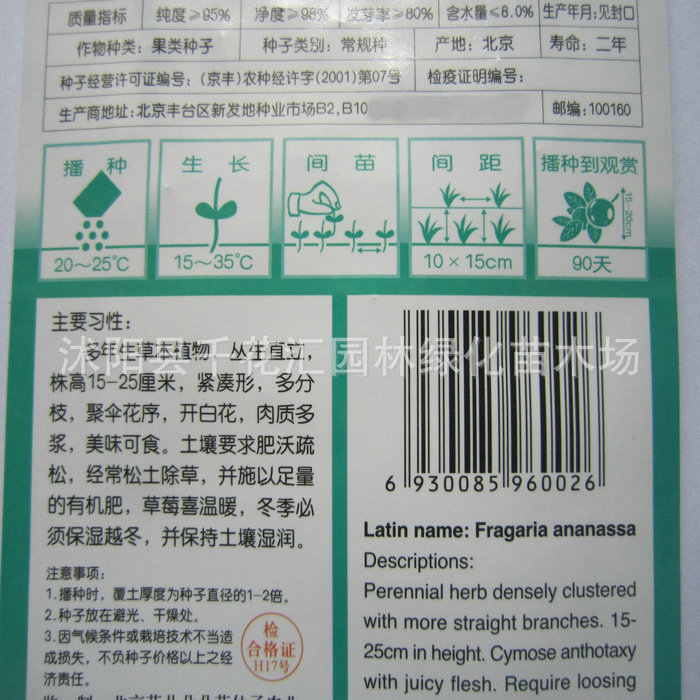 质量指标 纯度≥95% 净度≥98% 发芽率≥80% 含水量≤8.0% 生产年月:见封口
作物种类: 果类种子 种子类别: 常规种 产地: 北京 寿命: 二年
种子经营许可证编号: (京丰)农种经许字(2001)第07号 检疫证明编号:
生产商地址: 北京丰台区新发地种业市场B2,B10 邮编: 100160
播种 生长 间苗 间距 播种到观赏
15~20cm
20~25℃ 15~35℃ 10×15cm 90天
主要习性:
多年生草本植物,丛生直立,
株高15-25厘米,紧凑形,多分
枝,聚伞花序,开白花,肉质多
浆,美味可食。土壤要求肥沃疏
松,经常松土除草,并施以足量
的有机肥,草莓喜温暖,冬季必
须保湿越冬,并保持土壤湿润。
注意事项:
1.播种时,覆土厚度为种子直径的1-2倍。
2.种子放在避光、干燥处。
3.因气候条件或栽培技术不当造
成损失,不负种子价格以上之经
济责任。
检
合格证
H17号
6 930085 960026
Latin name: Fragaria ananassa
Descriptions:
Perennial herb densely clustered
with more straight branches. 15-
25cm in height. Cymose anthotaxy
with juicy flesh. Require loosing
沭阳县千花汇园林绿化苗木场